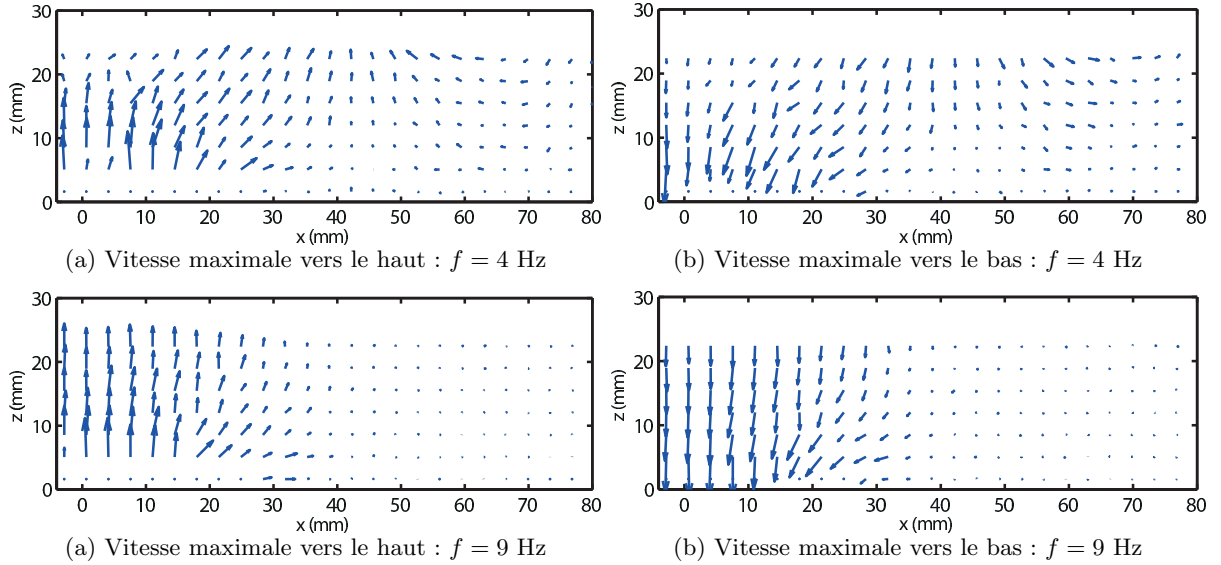 30
20
10
0
z (mm)
0 10 20 30 40 50 60 70 80
x (mm)
(a) Vitesse maximale vers le haut : f = 4 Hz
30
20
10
0
z (mm)
0 10 20 30 40 50 60 70 80
x (mm)
(b) Vitesse maximale vers le bas : f = 4 Hz
30
20
10
0
z (mm)
0 10 20 30 40 50 60 70 80
x (mm)
(a) Vitesse maximale vers le haut : f = 9 Hz
30
20
10
0
z (mm)
0 10 20 30 40 50 60 70 80
x (mm)
(b) Vitesse maximale vers le bas : f = 9 Hz